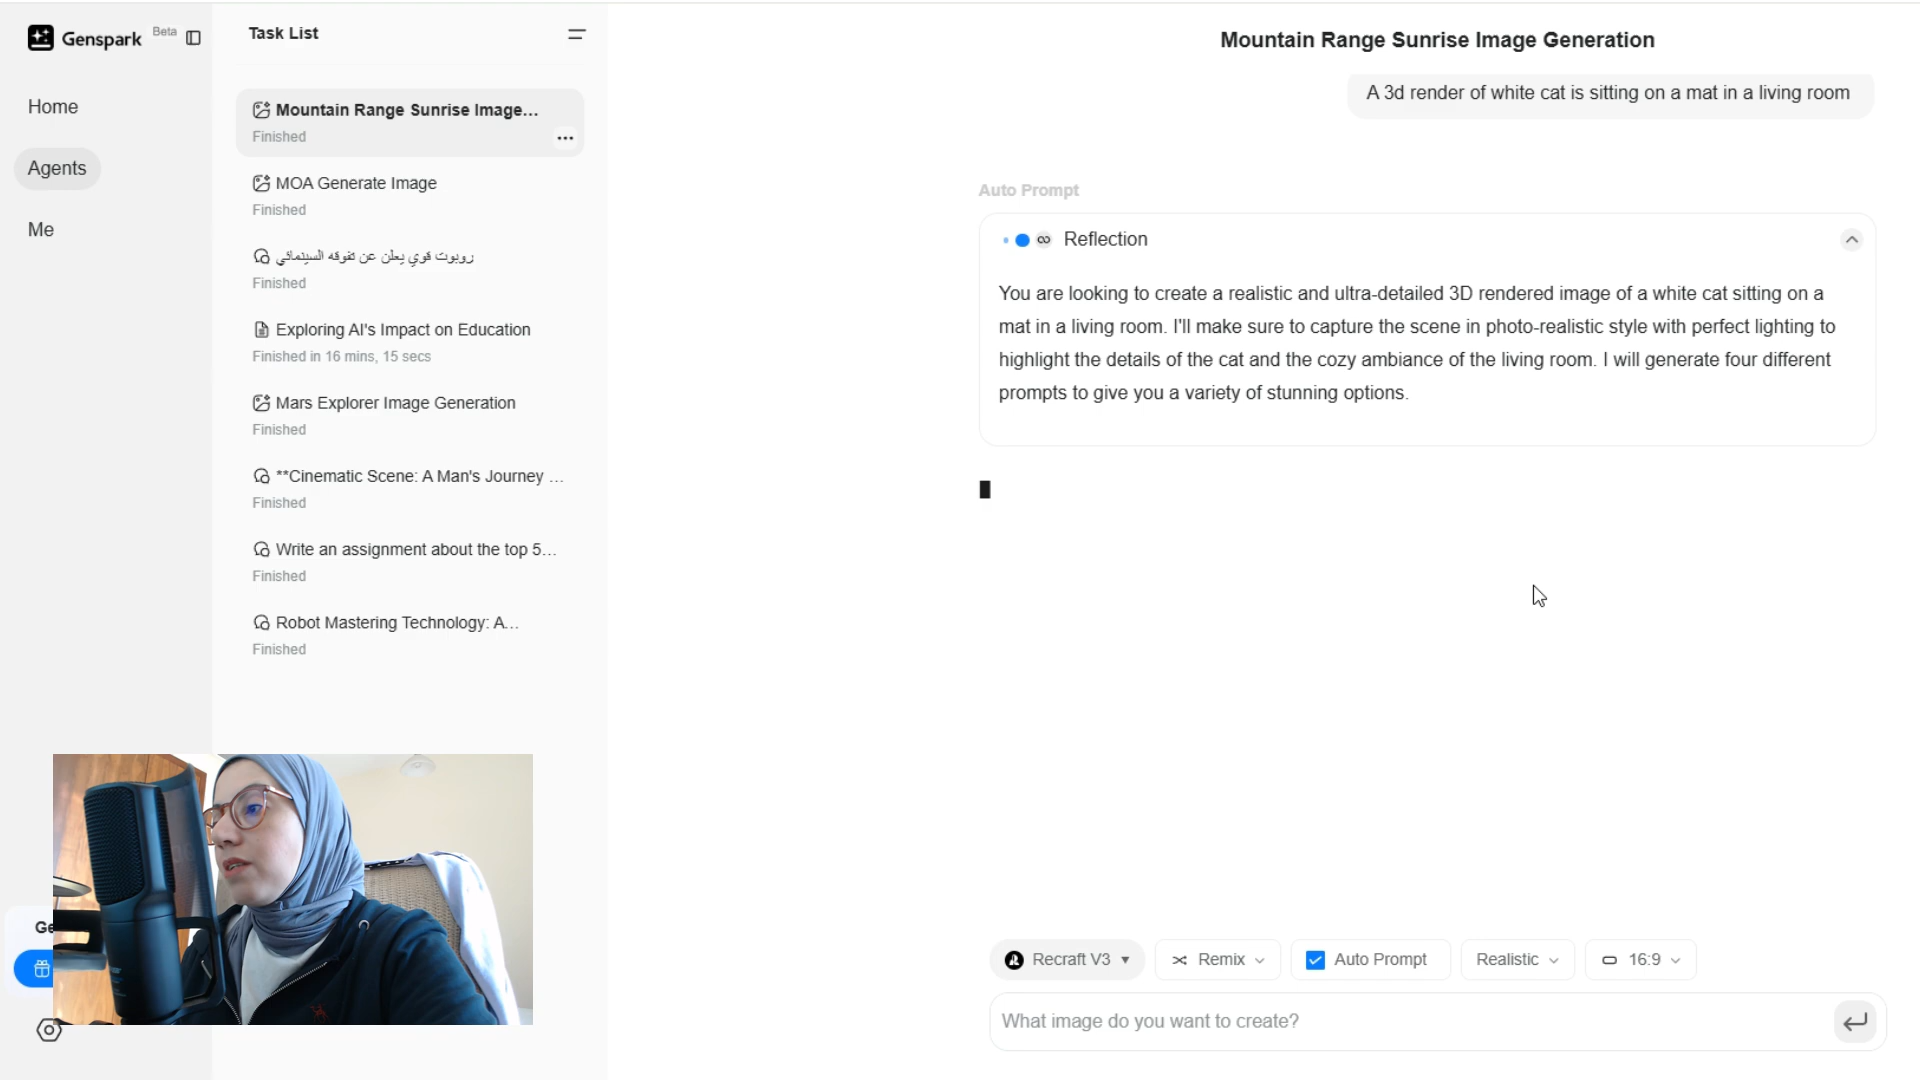 Genspark Beta
Home
Agents
Me
Task List
Mountain Range Sunrise Image...
Finished
MOA Generate Image
Finished
روبوت قوي يعلن عن تفوقه السينمائي
Finished
Exploring AI's Impact on Education
Finished in 16 mins, 15 secs
Mars Explorer Image Generation
Finished
**Cinematic Scene: A Man's Journey ...
Finished
Write an assignment about the top 5...
Finished
Robot Mastering Technology: A...
Finished
Ge
Mountain Range Sunrise Image Generation
A 3d render of white cat is sitting on a mat in a living room
Auto Prompt
Reflection
You are looking to create a realistic and ultra-detailed 3D rendered image of a white cat sitting on a
mat in a living room. I'll make sure to capture the scene in photo-realistic style with perfect lighting to
highlight the details of the cat and the cozy ambiance of the living room. I will generate four different
prompts to give you a variety of stunning options.
Recraft V3
Remix
Auto Prompt
Realistic
16:9
What image do you want to create?